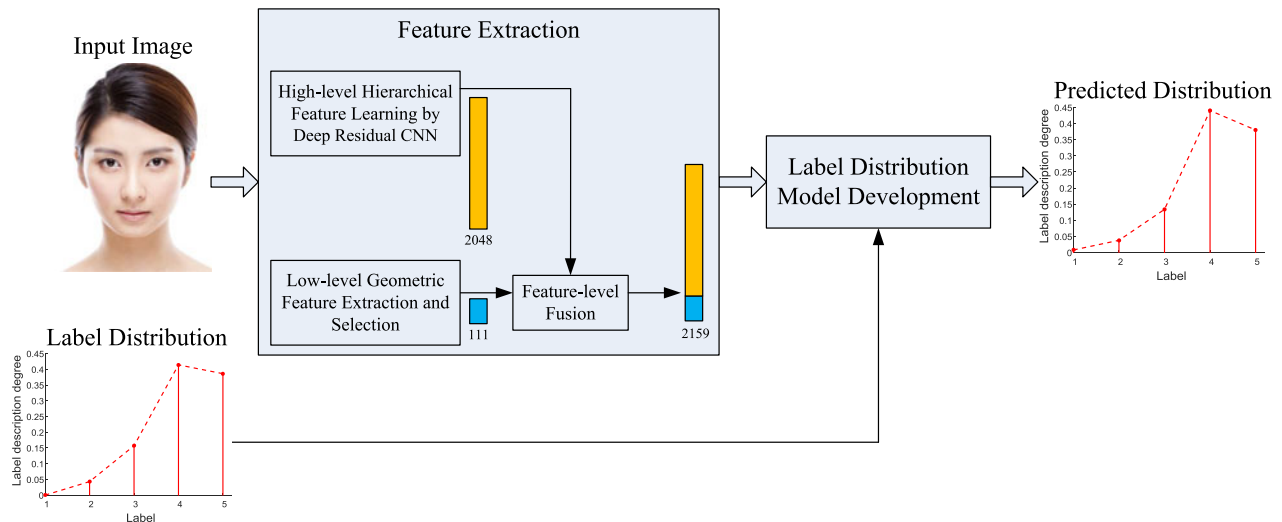 Input Image
Feature Extraction
High-level Hierarchical
Feature Learning by
Deep Residual CNN
2048
Low-level Geometric
Feature Extraction and
Selection
111
Feature-level
Fusion
2159
Label Distribution
Model Development
Predicted Distribution
Label description degree
0.45
0.4
0.35
0.3
0.25
0.2
0.15
0.1
0.05
0
1 2 3 4 5
Label
Label Distribution
Label description degree
0.45
0.4
0.35
0.3
0.25
0.2
0.15
0.1
0.05
0
1 2 3 4 5
Label